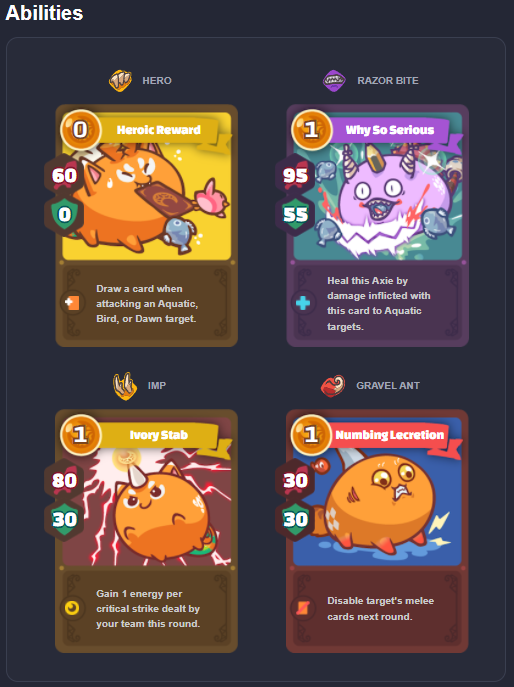 Abilities
HERO
RAZOR BITE
0
Heroic Reward
60
0
Draw a card when
attacking an Aquatic,
Bird, or Dawn target.
1
Why So Serious
95
55
Heal this Axie by
damage inflicted with
this card to Aquatic
targets.
IMP
GRAVEL ANT
1
Ivory Stab
80
30
Gain 1 energy per
critical strike dealt by
your team this round.
1
Numbing Lecretion
30
30
Disable target's melee
cards next round.